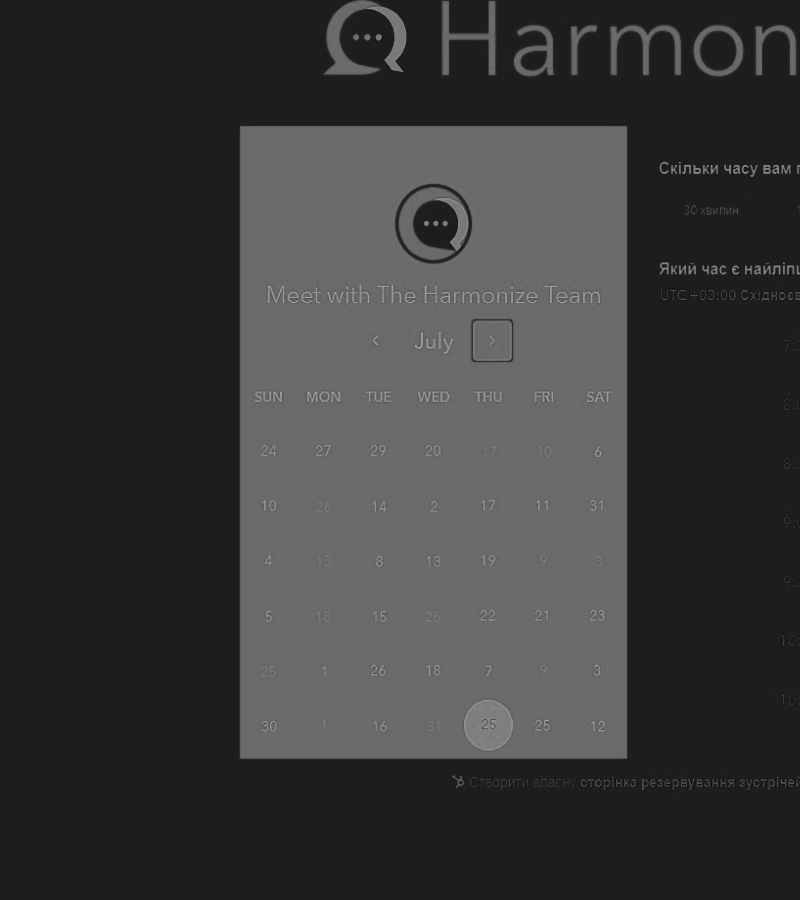 Harmon
Meet with The Harmonize Team
July
SUN MON TUE WED THU FRI SAT
24 27 29 20 17 10 6
10 26 14 2 17 11 31
4 13 8 13 19 9 3
5 18 15 26 22 21 23
25 1 26 18 7 9 3
30 1 16 31 25 25 12
Скільки часу вам
30 хвилин
Який час є найліпш
UTC +03:00 Східноєв
7:
8:
8:
9:
9:
10:
10:
Створити власну сторінка резервування зустрічей